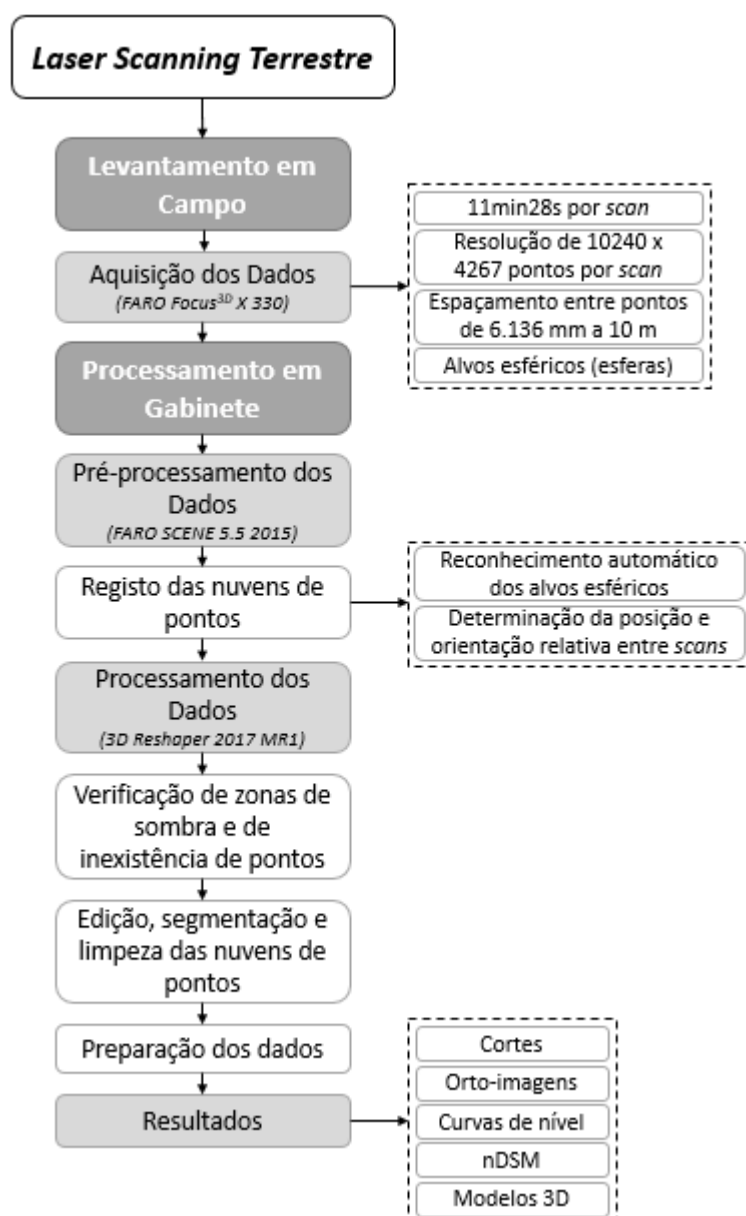 Laser Scanning Terrestre
Levantamento em
Campo
Aquisição dos Dados
(FARO Focus3D X 330)
11min28s por scan
Resolução de 10240 x
4267 pontos por scan
Espaçamento entre pontos
de 6.136 mm a 10 m
Alvos esféricos (esferas)
Processamento em
Gabinete
Pré-processamento dos
Dados
(FARO SCENE 5.5 2015)
Registo das nuvens de
pontos
Reconhecimento automático
dos alvos esféricos
Determinação da posição e
orientação relativa entre scans
Processamento dos
Dados
(3D Reshaper 2017 MR1)
Verificação de zonas de
sombra e de
inexistência de pontos
Edição, segmentação e
limpeza das nuvens de
pontos
Preparação dos dados
Resultados
Cortes
Orto-imagens
Curvas de nível
nDSM
Modelos 3D